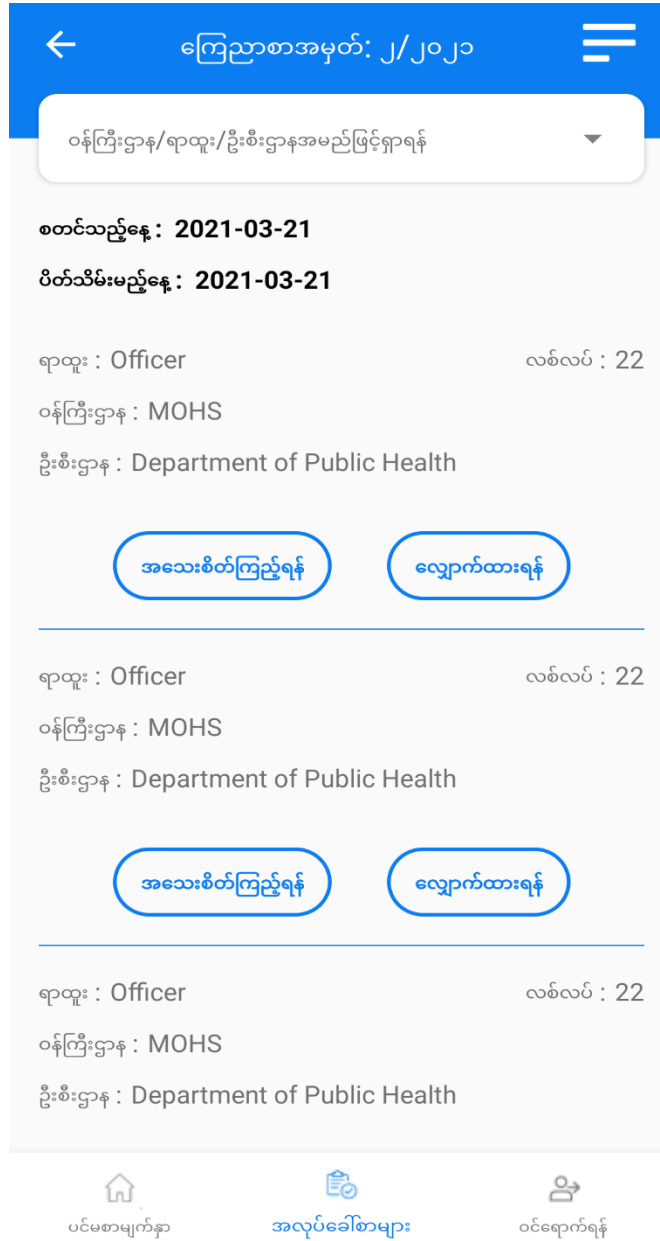 ကြေညာစာအမှတ်: ၂/၂၀၂၁
ဝန်ကြီးဌာန/ရာထူး/ဦးစီးဌာနအမည်ဖြင့်ရှာရန်
စတင်သည့်နေ့ : 2021-03-21
ပိတ်သိမ်းမည့်နေ့ : 2021-03-21
ရာထူး : Officer လစ်လပ် : 22
ဝန်ကြီးဌာန : MOHS
ဦးစီးဌာန : Department of Public Health
အသေးစိတ်ကြည့်ရန် လျှောက်ထားရန်
ရာထူး : Officer လစ်လပ် : 22
ဝန်ကြီးဌာန : MOHS
ဦးစီးဌာန : Department of Public Health
အသေးစိတ်ကြည့်ရန် လျှောက်ထားရန်
ရာထူး : Officer လစ်လပ် : 22
ဝန်ကြီးဌာန : MOHS
ဦးစီးဌာန : Department of Public Health
ပင်မစာမျက်နှာ အလုပ်ခေါ်စာများ ဝင်ရောက်ရန်